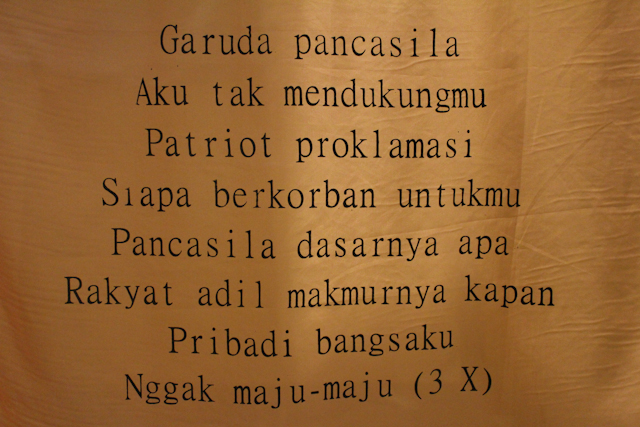 Garuda pancasila
Aku tak mendukungmu
Patriot proklamasi
Sıapa berkorban untukmu
Pancasila dasarnya apa
Rakyat adil makmurnya kapan
Pribadi bangsaku
Nggak maju-maju (3 X)